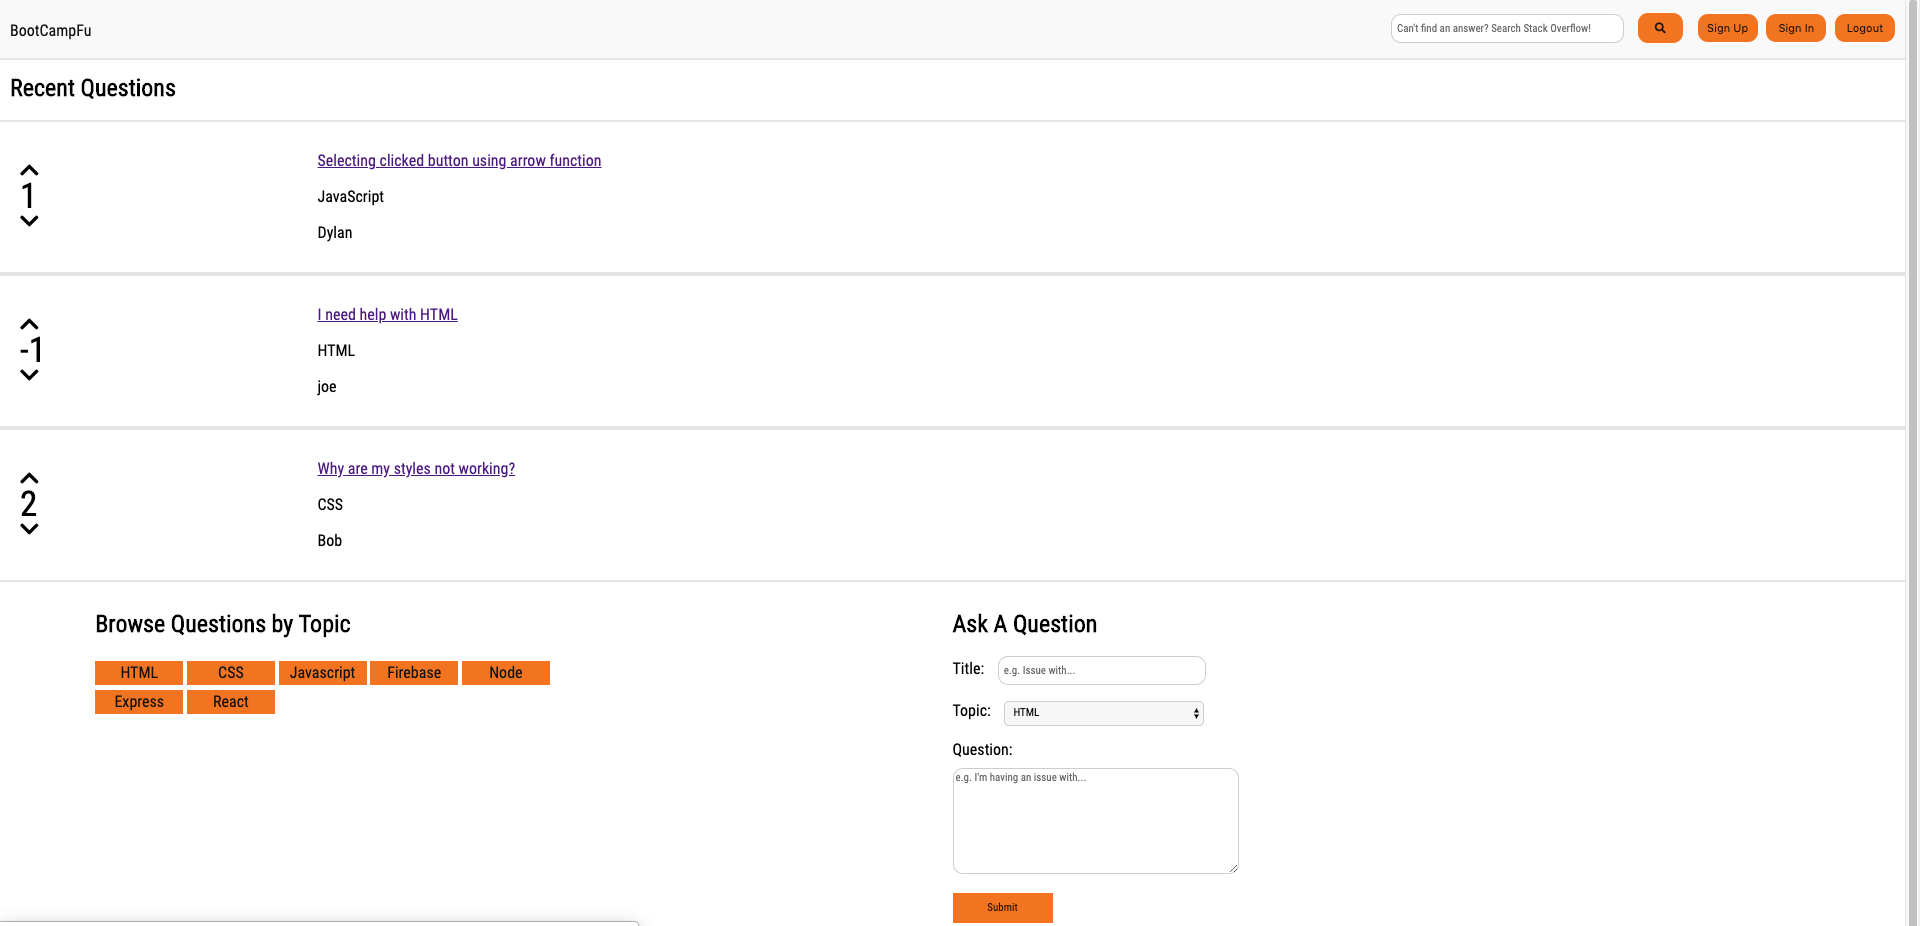 BootCampFu
Can't find an answer? Search Stack Overflow!
Sign Up
Sign In
Logout
Recent Questions
1
Selecting clicked button using arrow function
JavaScript
Dylan
-1
I need help with HTML
HTML
joe
2
Why are my styles not working?
CSS
Bob
Browse Questions by Topic
HTML CSS Javascript Firebase Node
Express React
Ask A Question
Title: e.g. Issue with...
Topic: HTML
Question:
e.g. I'm having an issue with...
Submit